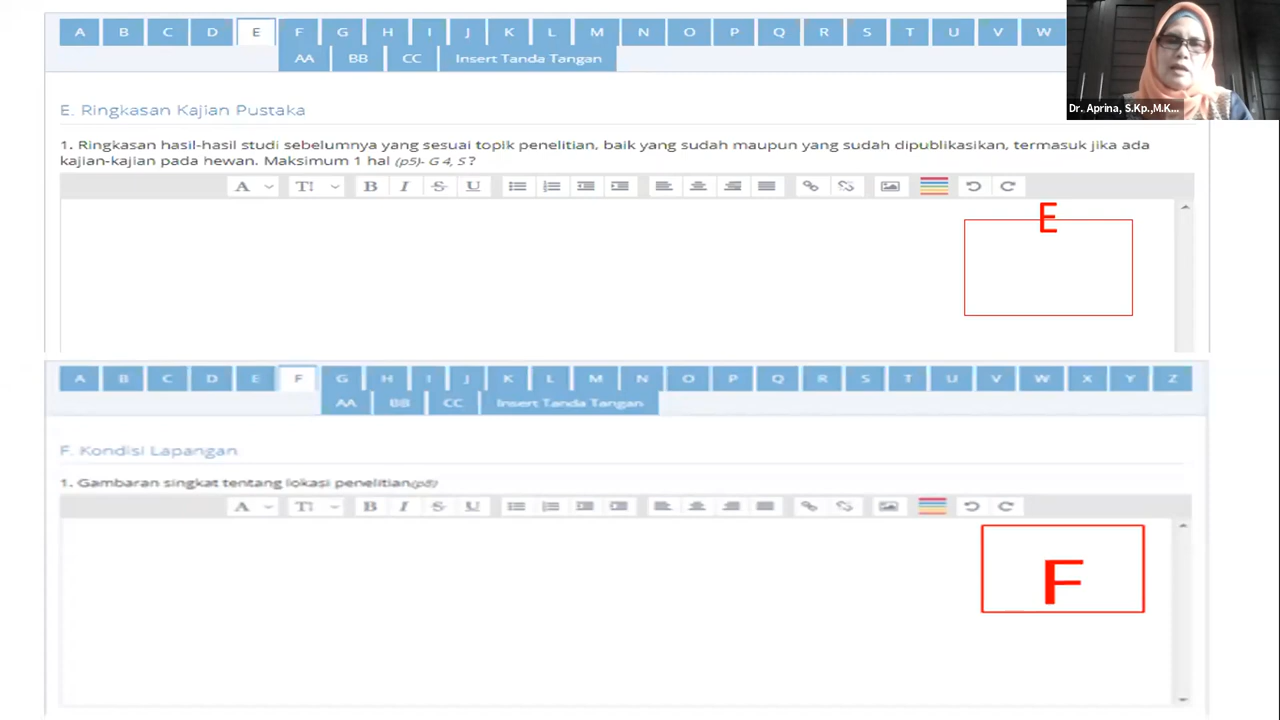 A B C D E F G H I J K L M N O P Q R S T U V W
AA BB CC Insert Tanda Tangan
Dr. Aprina, S.Kp.,M.K...
E. Ringkasan Kajian Pustaka
1. Ringkasan hasil-hasil studi sebelumnya yang sesuai topik penelitian, baik yang sudah maupun yang sudah dipublikasikan, termasuk jika ada
kajian-kajian pada hewan. Maksimum 1 hal (p5)- G 4, S ?
A T B I S U
E
A B C D E F G H I J K L M N O P Q R S T U V W X Y Z
AA BB CC Insert Tanda Tangan
F. Kondisi Lapangan
1. Gambaran singkat tentang lokasi penelitian(p8)
A T B I S U
F